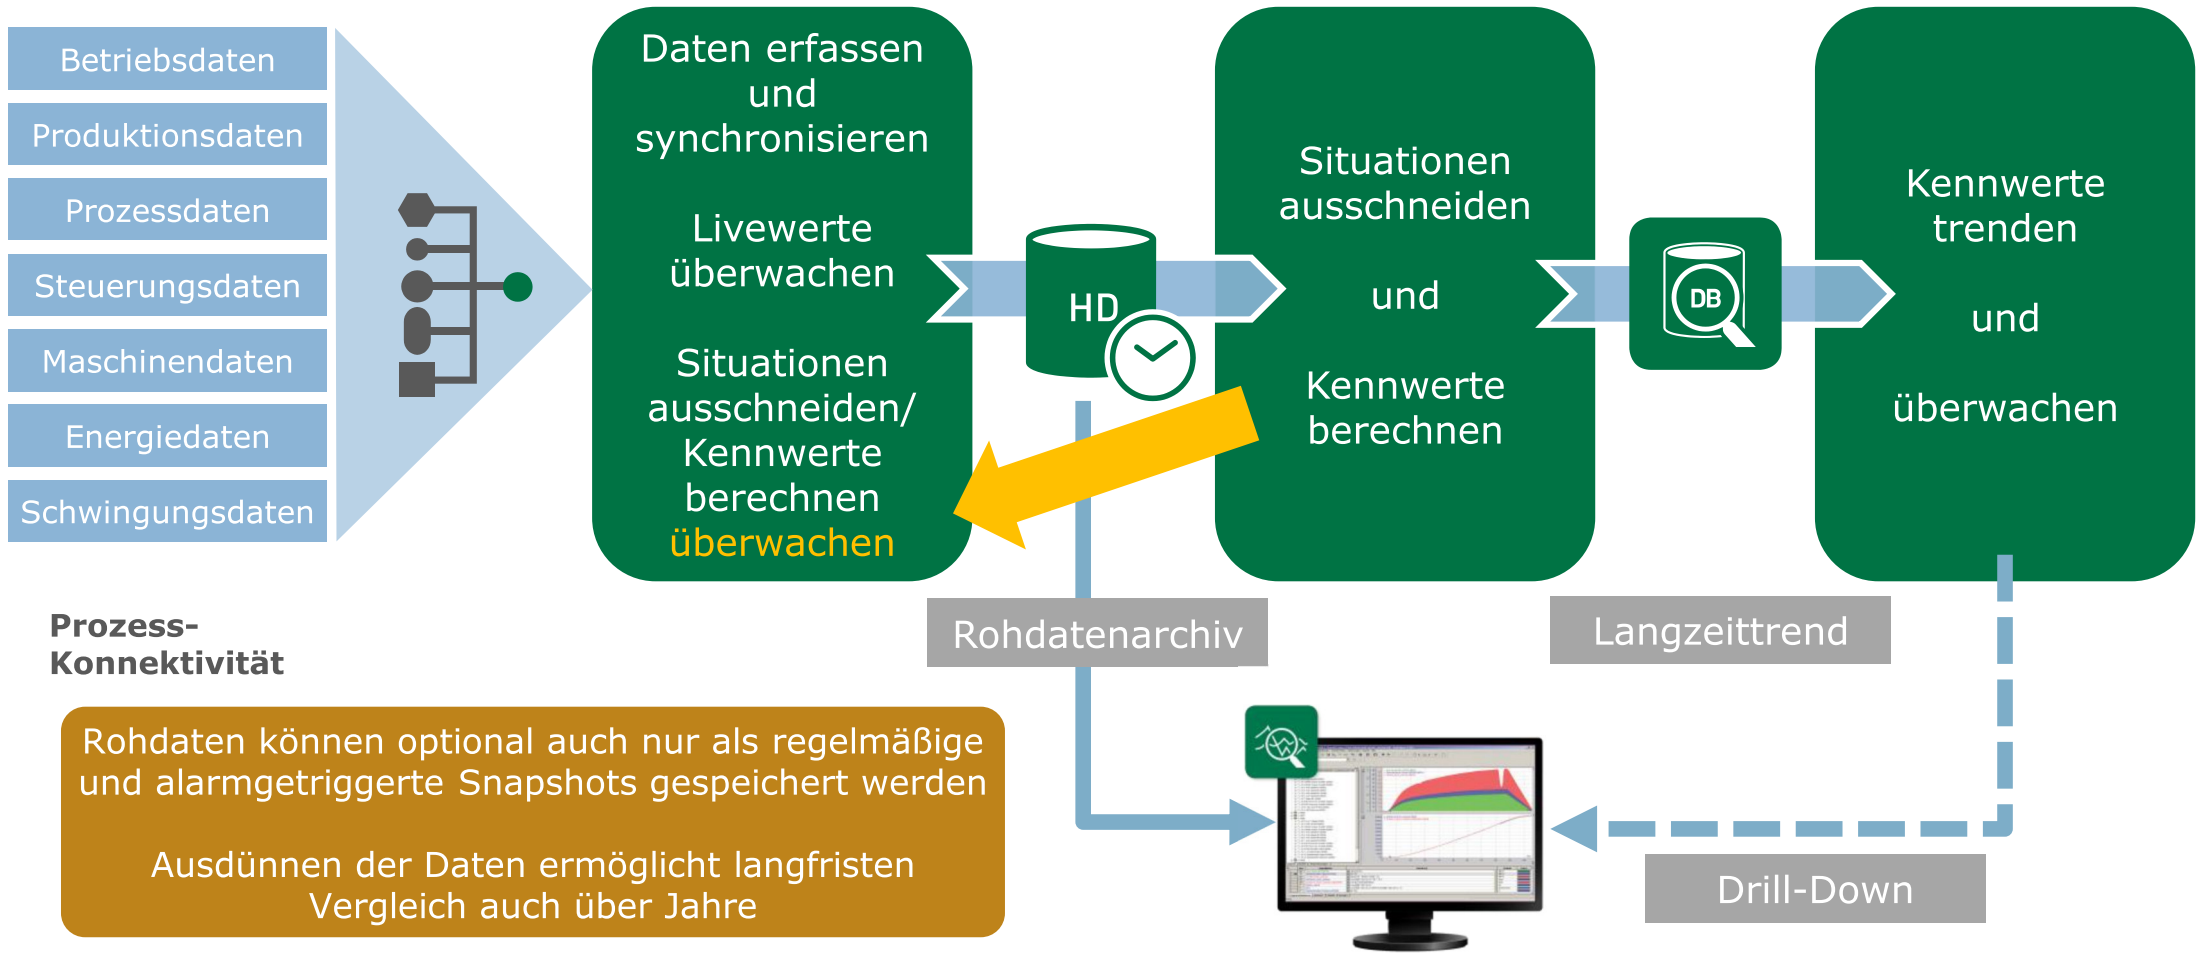 Betriebsdaten
Produktionsdaten
Prozessdaten
Steuerungsdaten
Maschinendaten
Energiedaten
Schwingungsdaten
Prozess-
Konnektivität
Daten erfassen
und
synchronisieren
Livewerte
überwachen
Situationen
ausschneiden/
Kennwerte
berechnen
überwachen
HD
Situationen
ausschneiden
und
Kennwerte
berechnen
DB
Kennwerte
trenden
und
überwachen
Rohdatenarchiv
Langzeittrend
Rohdaten können optional auch nur als regelmäßige
und alarmgetriggerte Snapshots gespeichert werden
Ausdünnen der Daten ermöglicht langfristen
Vergleich auch über Jahre
Drill-Down